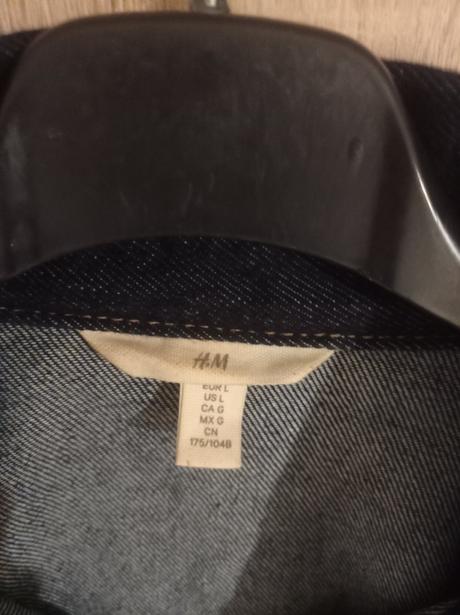 H&M
EUR L
US L
CA G
MX G
CN
175/104B